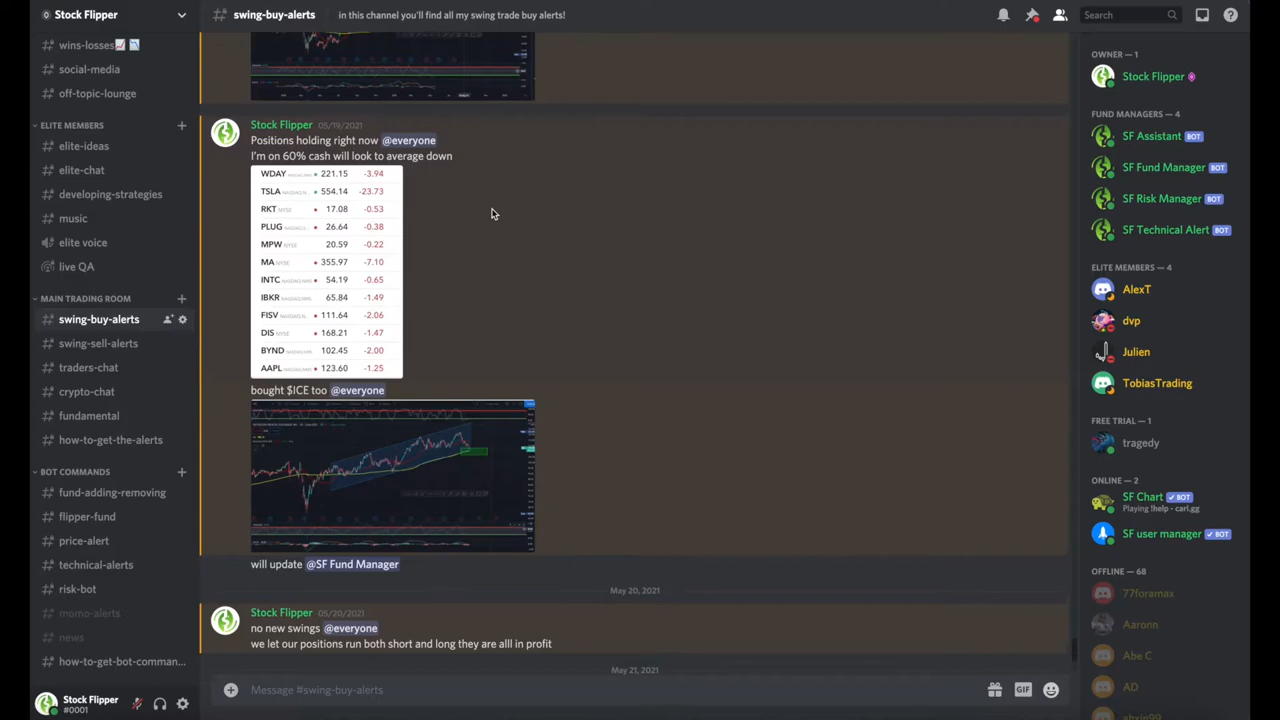 Stock Flipper
swing-buy-alerts
in this channel you'll find all my swing trade buy alerts!
Search
wins-losses
social-media
off-topic-lounge
ELITE MEMBERS
elite-ideas
elite-chat
developing-strategies
music
elite voice
live QA
MAIN TRADING ROOM
swing-buy-alerts
swing-sell-alerts
traders-chat
crypto-chat
fundamental
how-to-get-the-alerts
BOT COMMANDS
fund-adding-removing
flipper-fund
price-alert
technical-alerts
risk-bot
momo-alerts
news
how-to-get-bot-comman...
Stock Flipper
#0001
Stock Flipper 05/19/2021
Positions holding right now @everyone
I'm on 60% cash will look to average down
WDAY 221.15 -3.94
TSLA 554.14 -23.73
RKT NYSE 17.08 -0.53
PLUG 26.64 -0.38
MPW NYSE 20.59 -0.22
MA NYSE 355.97 -7.10
INTC NASDAQ.NMS 54.19 -0.65
IBKR NASDAQ.NMS 65.84 -1.49
FISV 111.64 -2.06
DIS NYSE 168.21 -1.47
BYND 102.45 -2.00
AAPL 123.60 -1.25
bought $ICE too @everyone
will update @SF Fund Manager
May 20, 2021
Stock Flipper 05/20/2021
no new swings @everyone
we let our positions run both short and long they are alll in profit
May 21, 2021
Message #swing-buy-alerts
GIF
OWNER — 1
Stock Flipper
FUND MANAGERS — 4
SF Assistant BOT
SF Fund Manager BOT
SF Risk Manager BOT
SF Technical Alert BOT
ELITE MEMBERS — 4
AlexT
dvp
Julien
TobiasTrading
FREE TRIAL — 1
tragedy
ONLINE — 2
SF Chart BOT
Playing !help - carl.gg
SF user manager BOT
OFFLINE — 68
77foramax
Aaronn
Abe C
AD